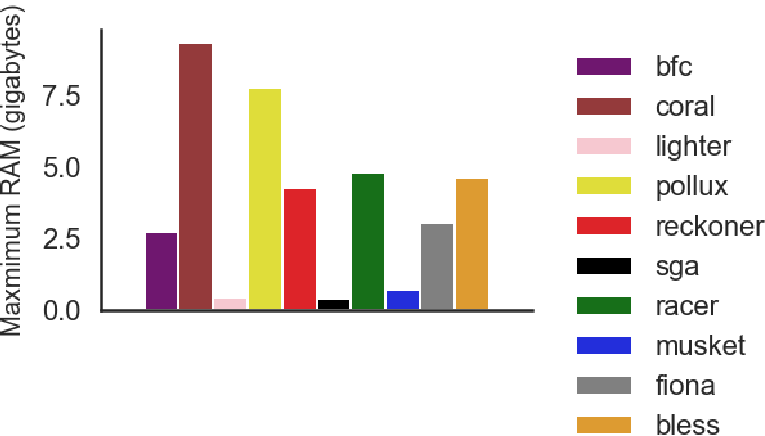 Maxmimum RAM (gigabytes)
7.5
5.0
2.5
0.0
bfc
coral
lighter
pollux
reckoner
sga
racer
musket
fiona
bless